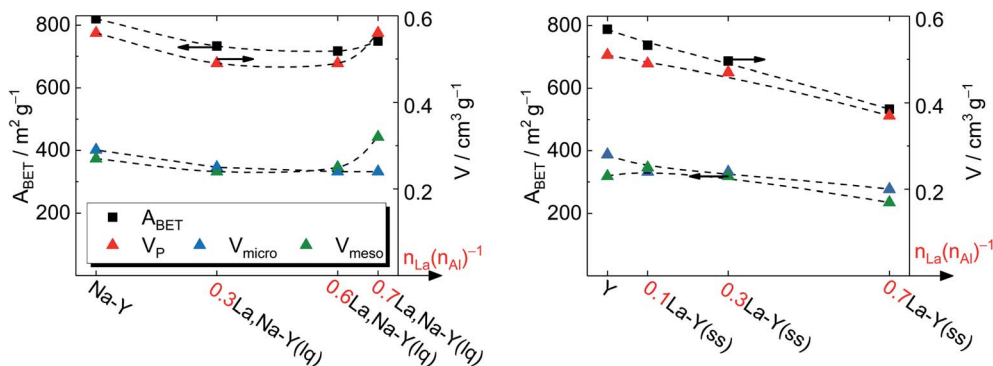 800
600
400
200
A_BET / m² g⁻¹
0.6
0.4
0.2
V / cm³ g⁻¹
A_BET
V_P V_micro V_meso
n_La(n_Al)⁻¹
Na-Y
0.3La,Na-Y(lq)
0.6La,Na-Y(lq)
0.7La,Na-Y(lq)
800
600
400
200
A_BET / m² g⁻¹
0.6
0.4
0.2
V / cm³ g⁻¹
n_La(n_Al)⁻¹
Y
0.1La-Y(ss)
0.3La-Y(ss)
0.7La-Y(ss)